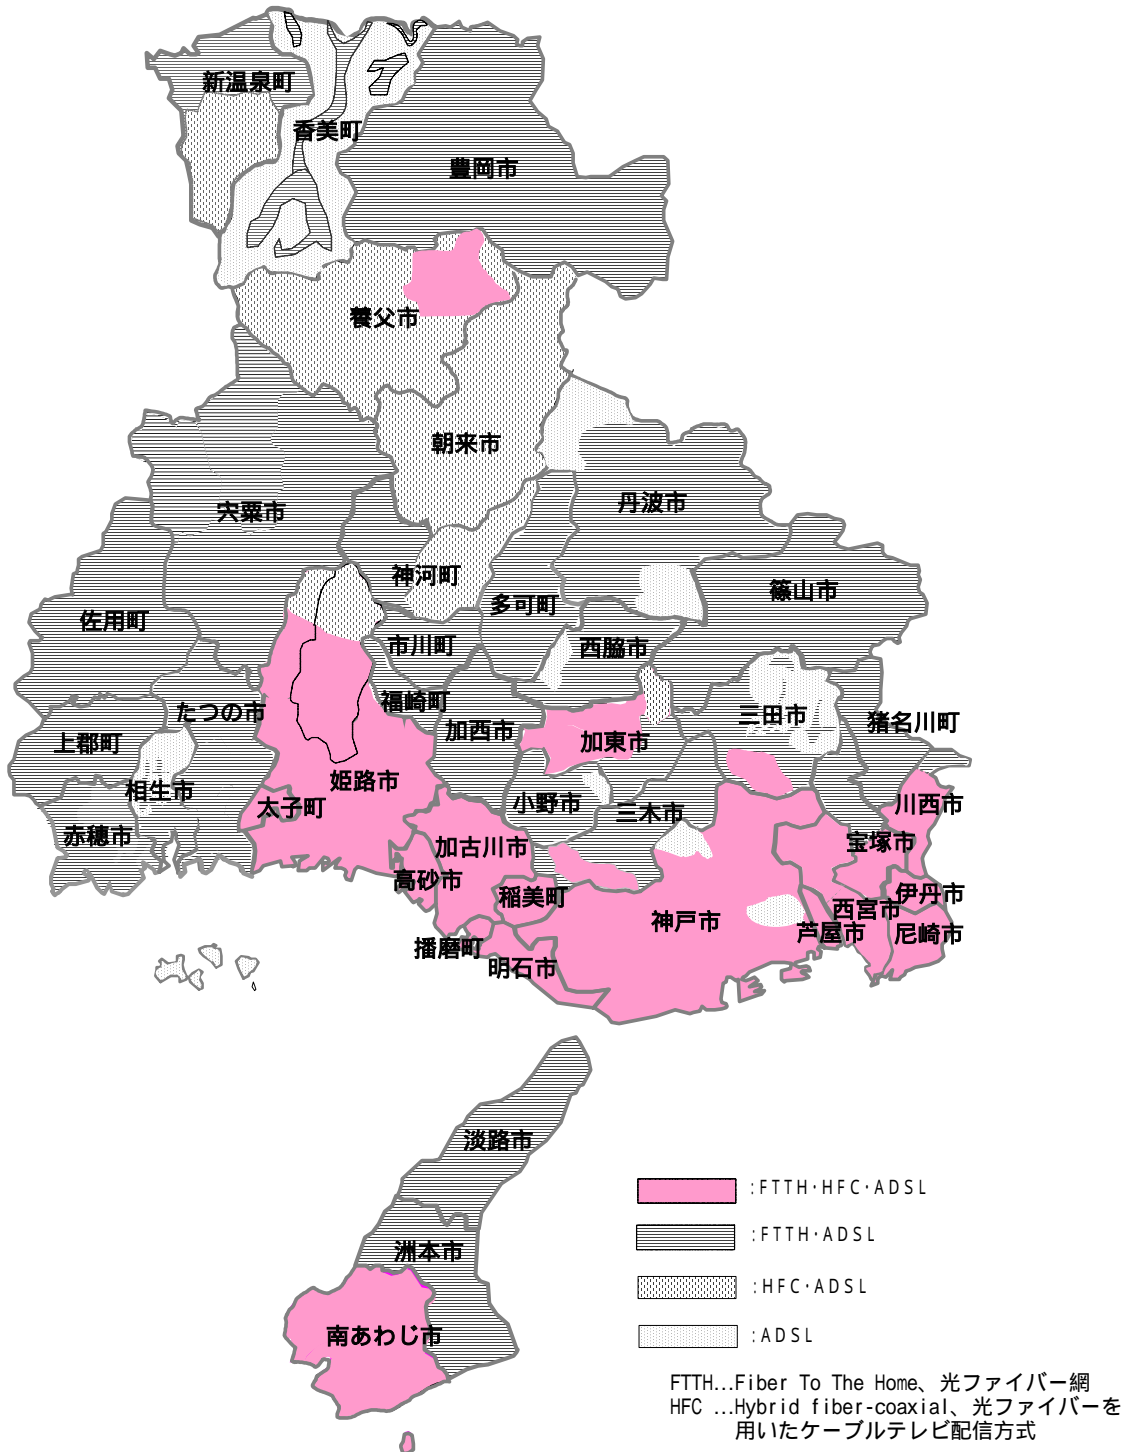 新温泉町
香美町
豊岡市
養父市
朝来市
宍粟市
丹波市
神河町
多可町
篠山市
佐用町
市川町
西脇市
たつの市
福崎町
加西市
加東市
三田市
猪名川町
上郡町
相生市
姫路市
太子町
小野市
三木市
川西市
赤穂市
加古川市
宝塚市
高砂市
稲美町
伊丹市
西宮市
神戸市
芦屋市
尼崎市
播磨町
明石市
淡路市
洲本市
南あわじ市
:FTTH・HFC・ADSL
:FTTH・ADSL
:HFC・ADSL
:ADSL
FTTH…Fiber To The Home、光ファイバー網
HFC …Hybrid fiber-coaxial、光ファイバーを
用いたケーブルテレビ配信方式